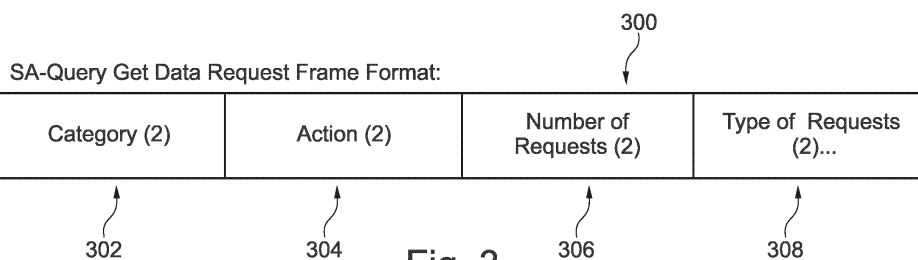 300
SA-Query Get Data Request Frame Format:
Category (2)
Action (2)
Number of
Requests (2)
Type of Requests
(2)...
302
304
306
308